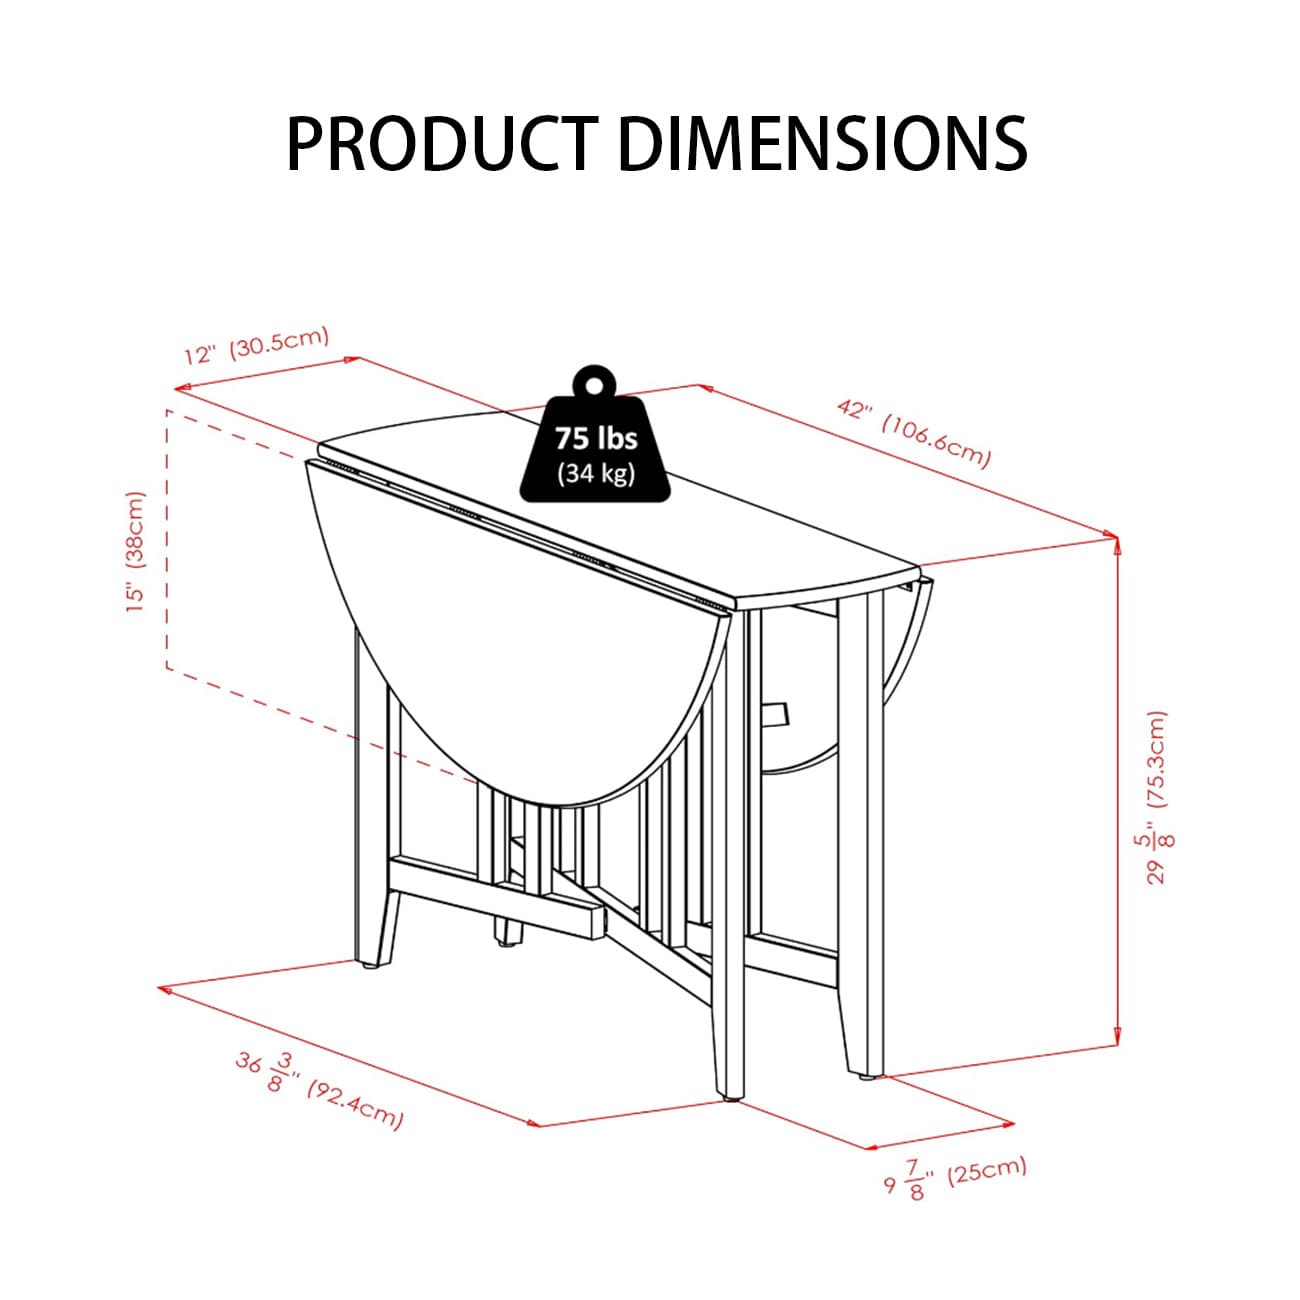 PRODUCT DIMENSIONS
12" (30.5cm)
75 lbs
(34 kg)
42" (106.6cm)
15" (38cm)
29 5/8" (75.3cm)
36 3/8" (92.4cm)
9 7/8" (25cm)